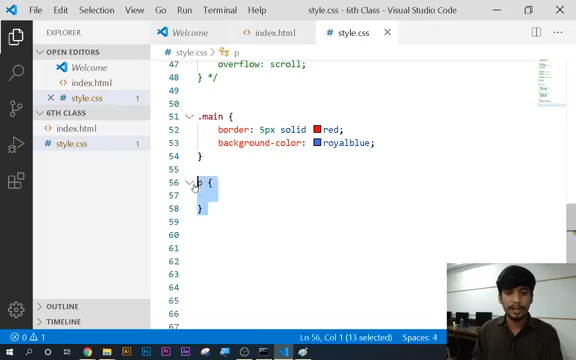 File Edit Selection View Go Run Terminal Help style.css - 6th Class - Visual Studio Code
EXPLORER
OPEN EDITORS
Welcome
index.html
style.css 1
6TH CLASS
index.html
style.css 1
OUTLINE
TIMELINE
Welcome index.html style.css
style.css > p
47 overflow: scroll;
48 } */
49
50
51 .main {
52 border: 5px solid red;
53 background-color: royalblue;
54 }
55
56 p {
57
58 }
59
60
61
62
63
64
65
66
67
0 1 Ln 56, Col 1 (13 selected) Spaces: 4